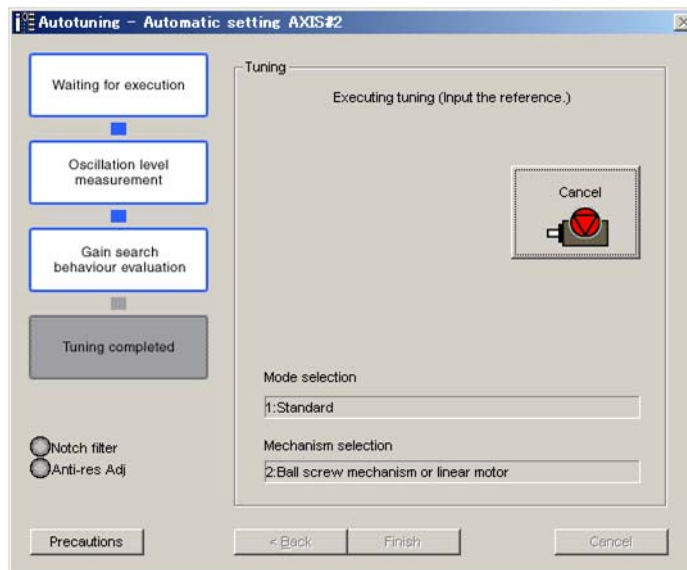 Autotuning - Automatic setting AXIS#2
Waiting for execution
Oscillation level
measurement
Gain search
behaviour evaluation
Tuning completed
Notch filter
Anti-res Adj
Precautions
Tuning
Executing tuning (Input the reference.)
Cancel
Mode selection
1:Standard
Mechanism selection
2:Ball screw mechanism or linear motor
< Back
Finish
Cancel